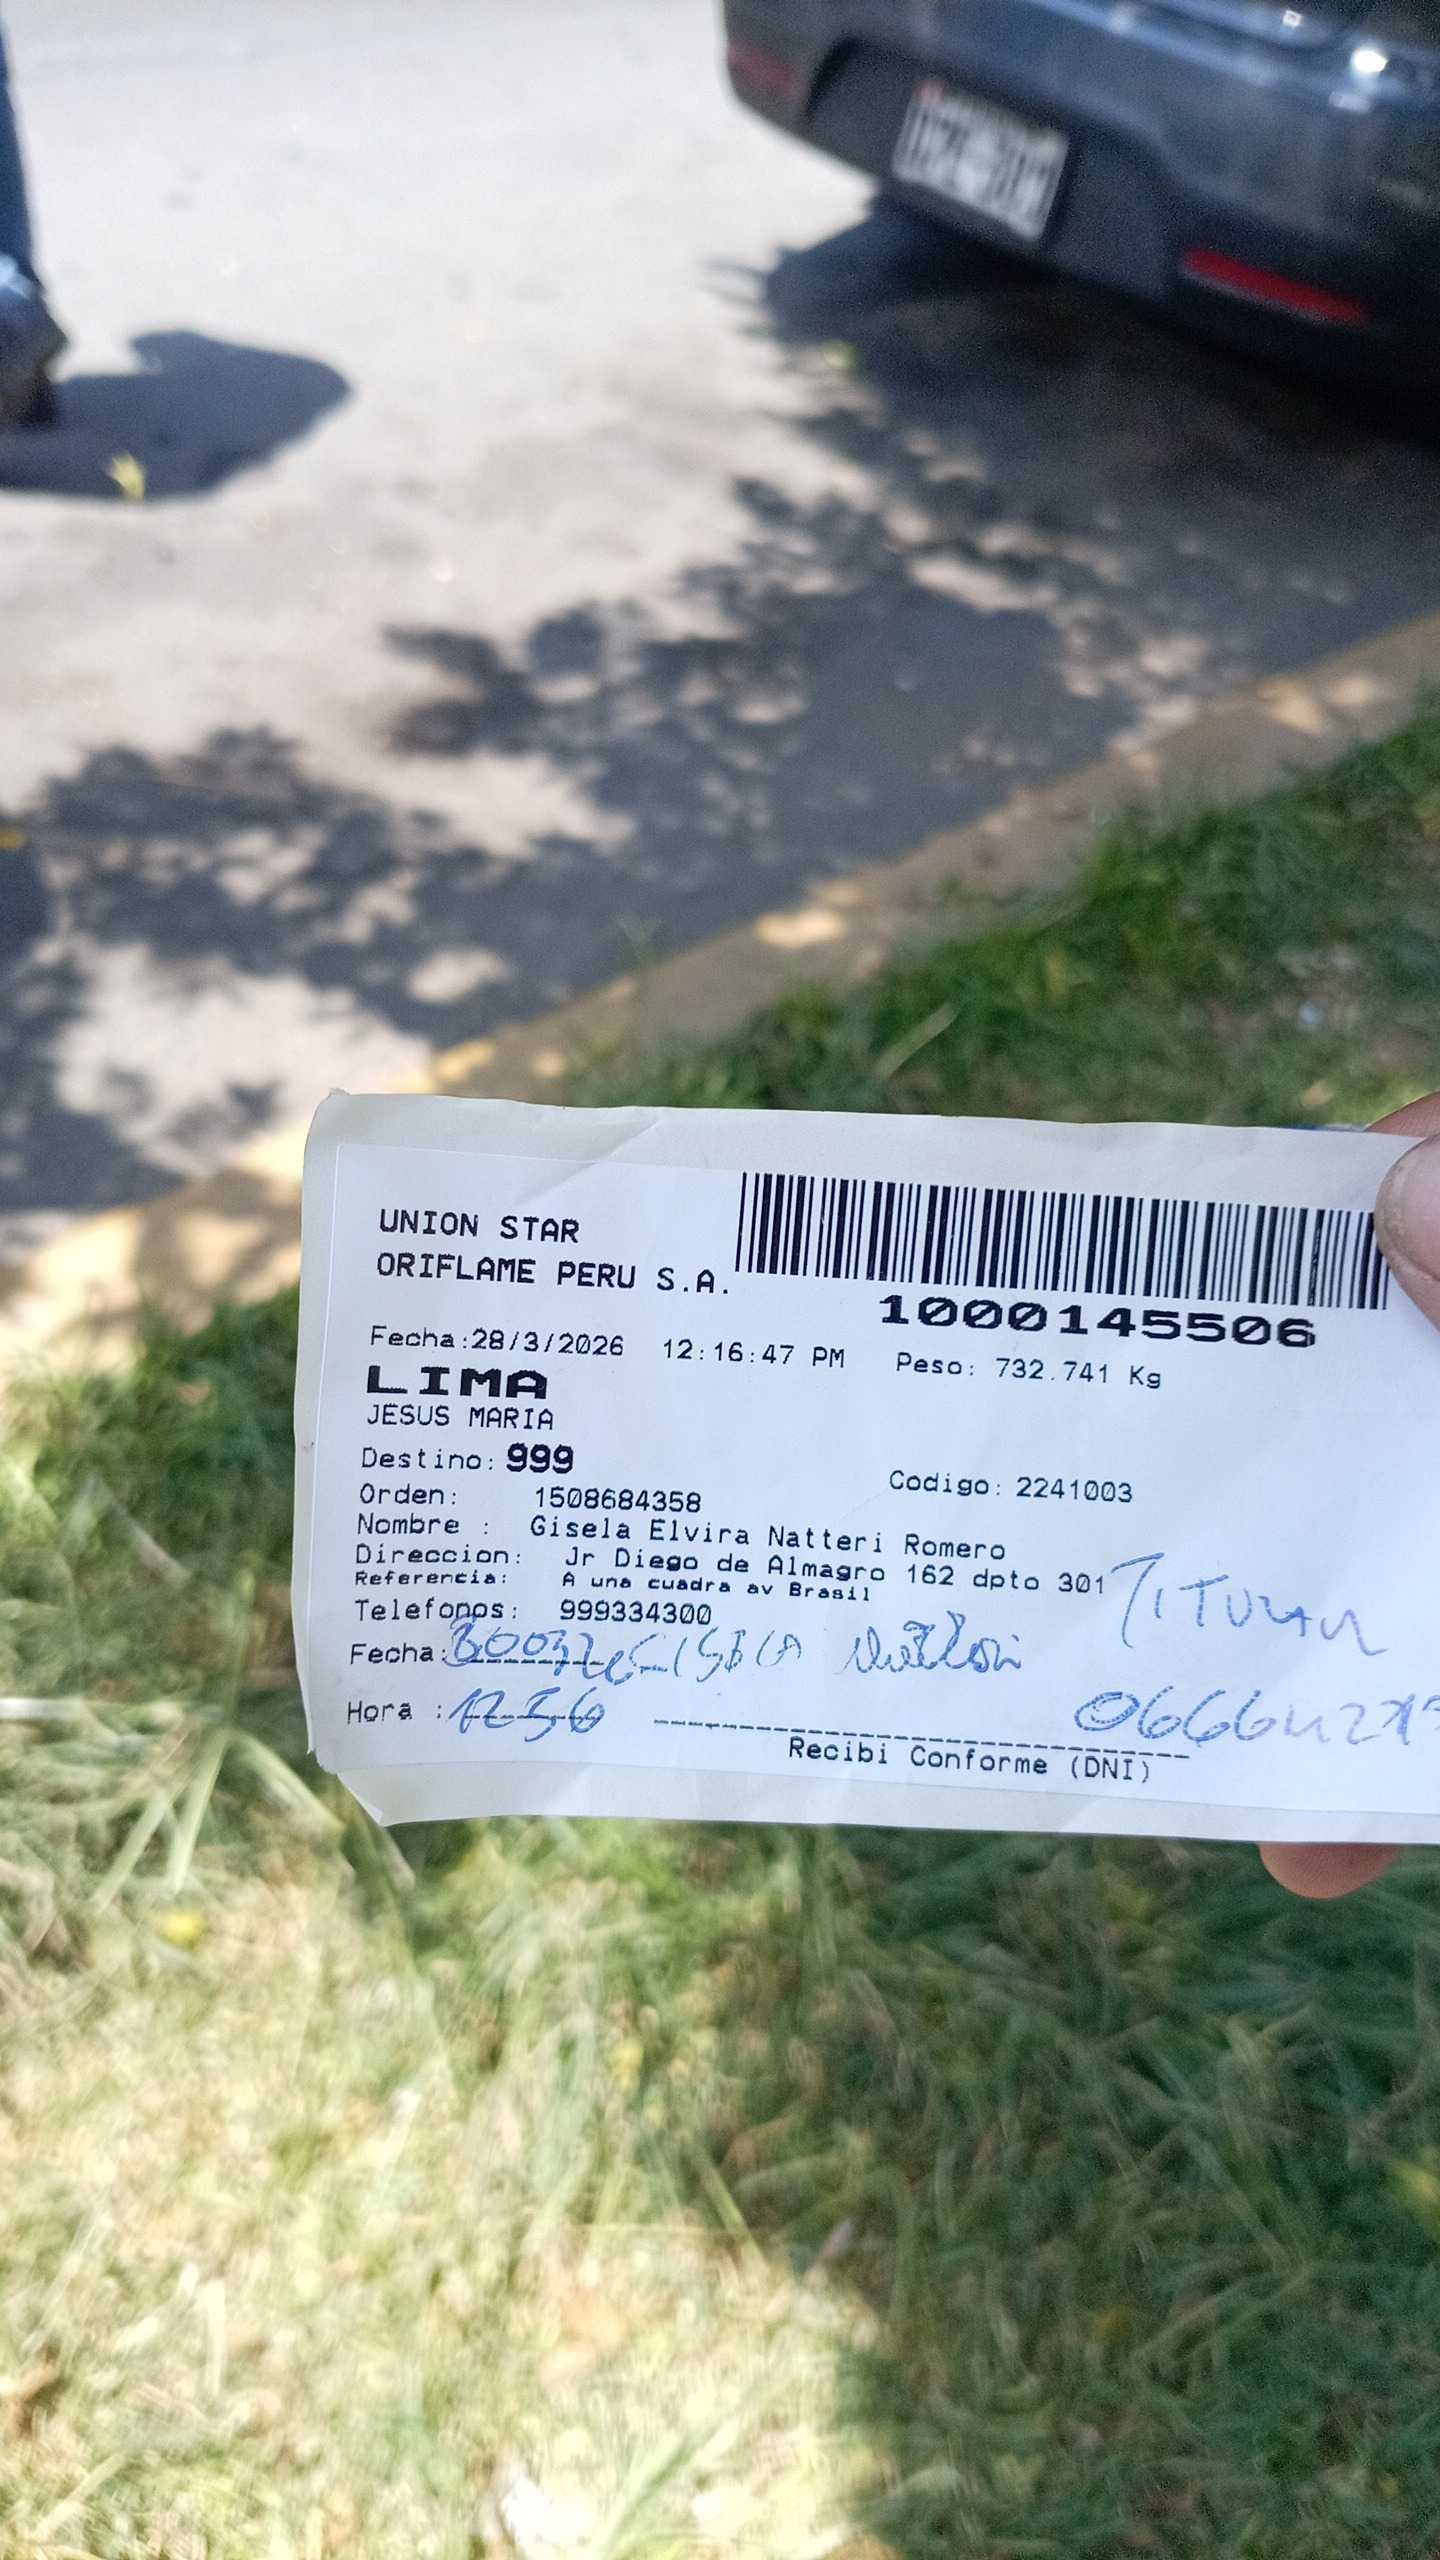 UNION STAR
ORIFLAME PERU S.A.
1000145506
Fecha:28/3/2026 12:16:47 PM Peso: 732.741 Kg
LIMA
JESUS MARIA
Destino: 999
Codigo: 2241003
Orden: 1508684358
Nombre : Gisela Elvira Natteri Romero
Direccion: Jr Diego de Almagro 162 dpto 301
Referencia: A una cuadra av Brasil
Telefonos: 999334300
Fecha:
Hora : 1256
Recibi Conforme (DNI)